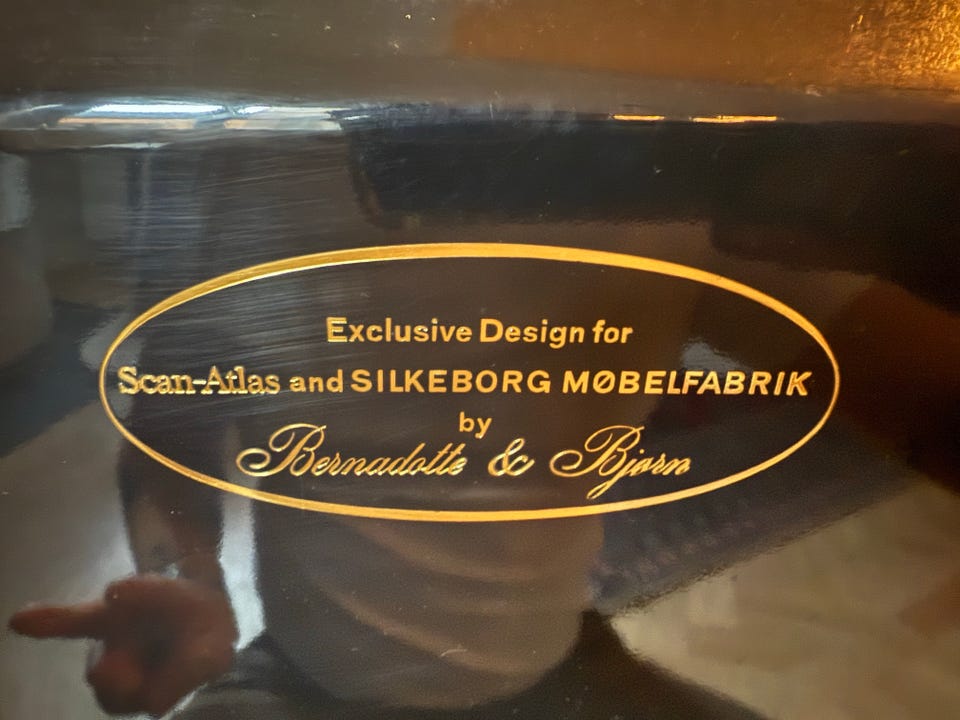 Exclusive Design for
Scan-Atlas and SILKEBORG MØBELFABRIK
by
Bernadotte & Bjørn